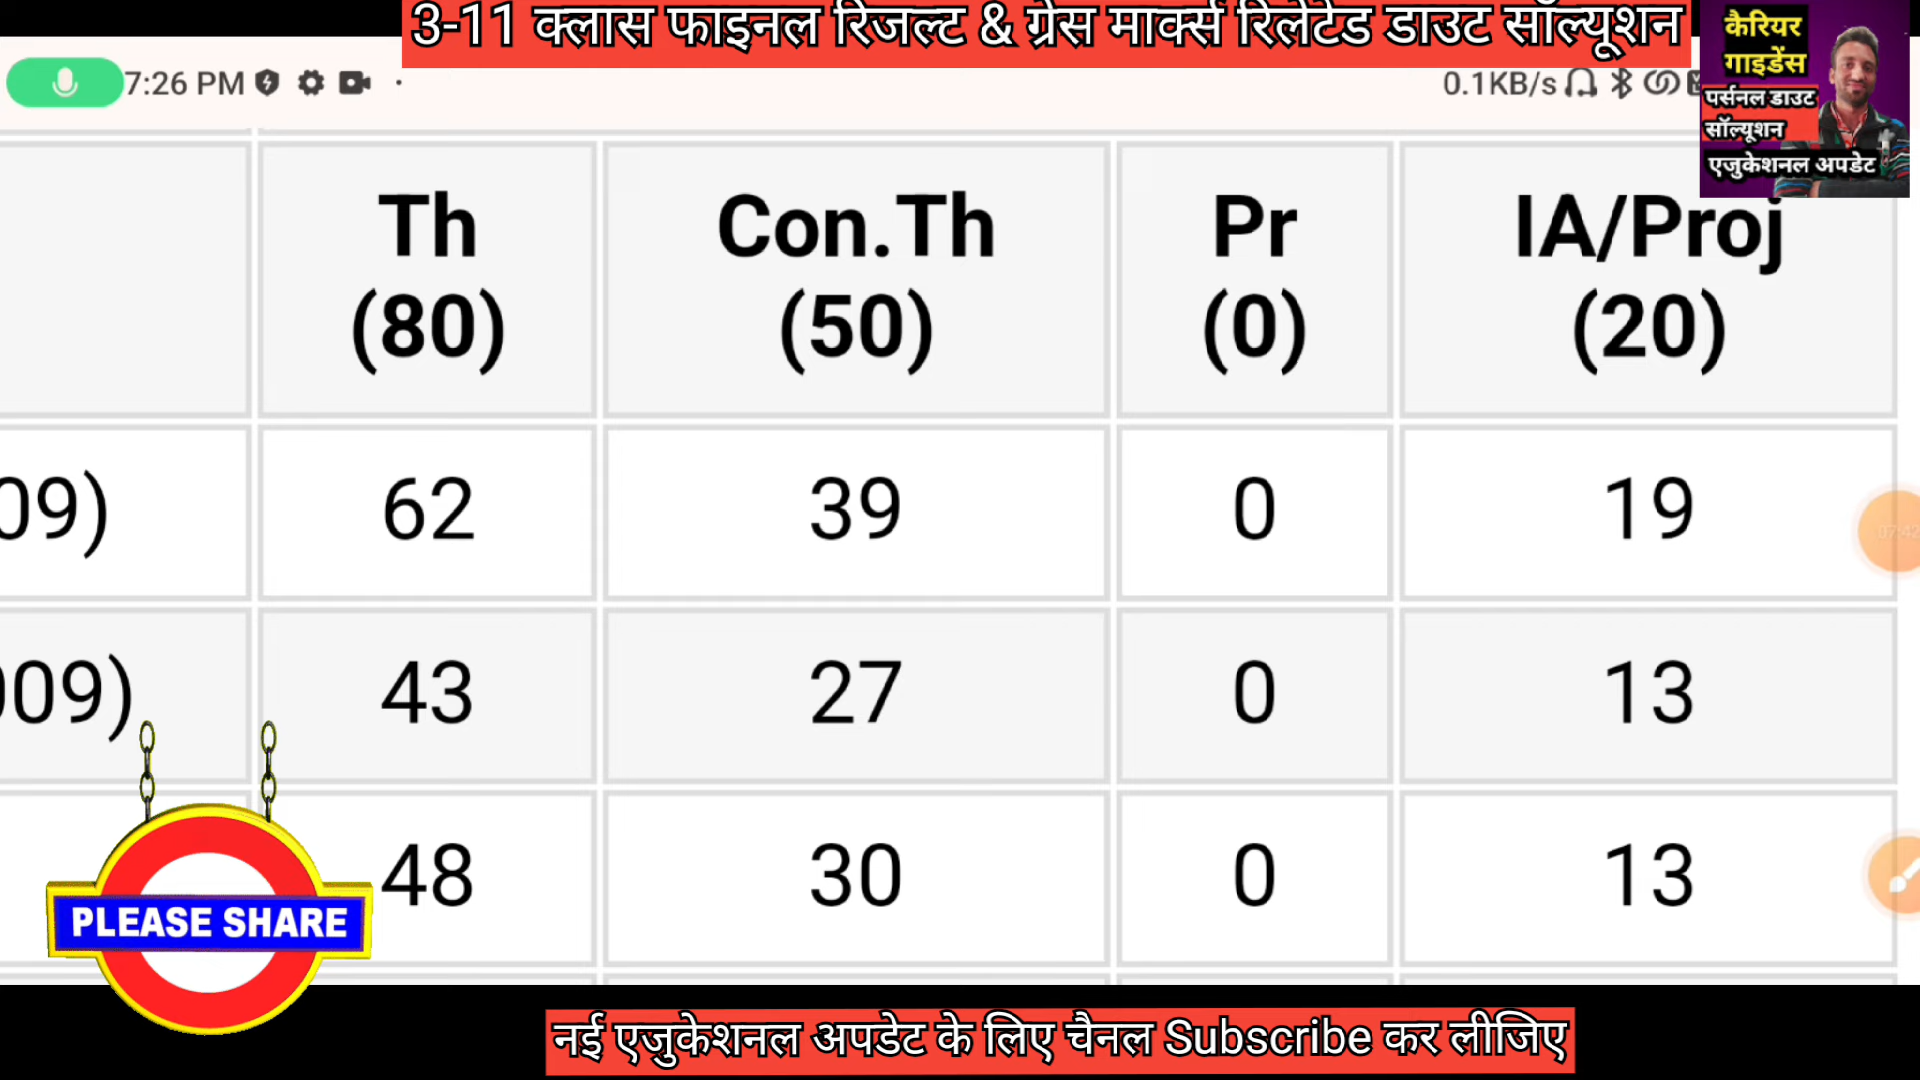 3-11 क्लास फाइनल रिजल्ट & ग्रेस मार्क्स रिलेटेड डाउट सॉल्यूशन
कैरियर
गाइडेंस
पर्सनल डाउट
सॉल्यूशन
एजुकेशनल अपडेट
7:26 PM
0.1KB/s
Th Con.Th Pr IA/Proj
(80) (50) (0) (20)
09) 62 39 0 19
07:42
009) 43 27 0 13
48 30 0 13
PLEASE SHARE
नई एजुकेशनल अपडेट के लिए चैनल Subscribe कर लीजिए